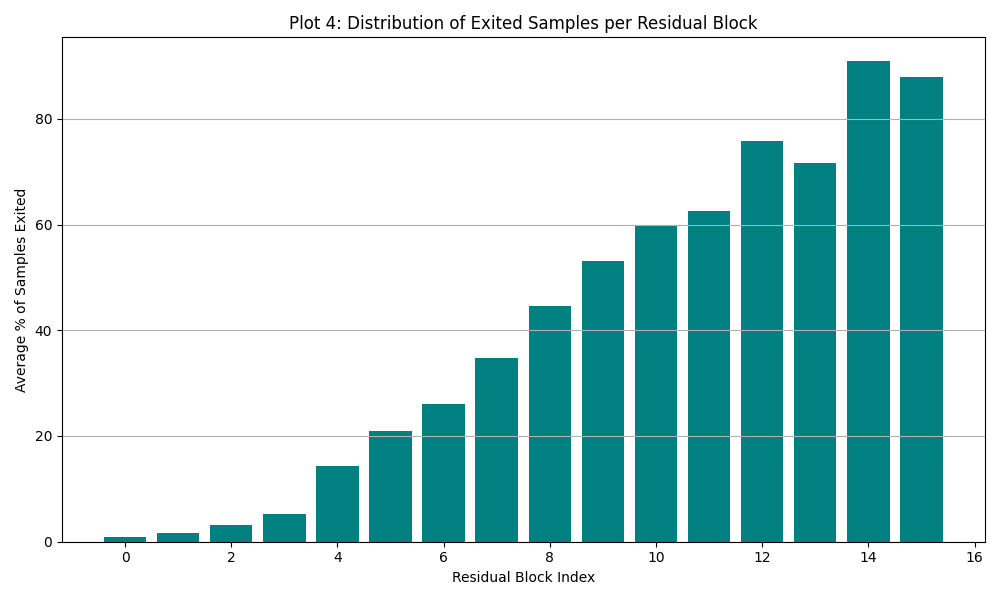 Plot 4: Distribution of Exited Samples per Residual Block
Average % of Samples Exited
80
60
40
20
0
0 2 4 6 8 10 12 14 16
Residual Block Index